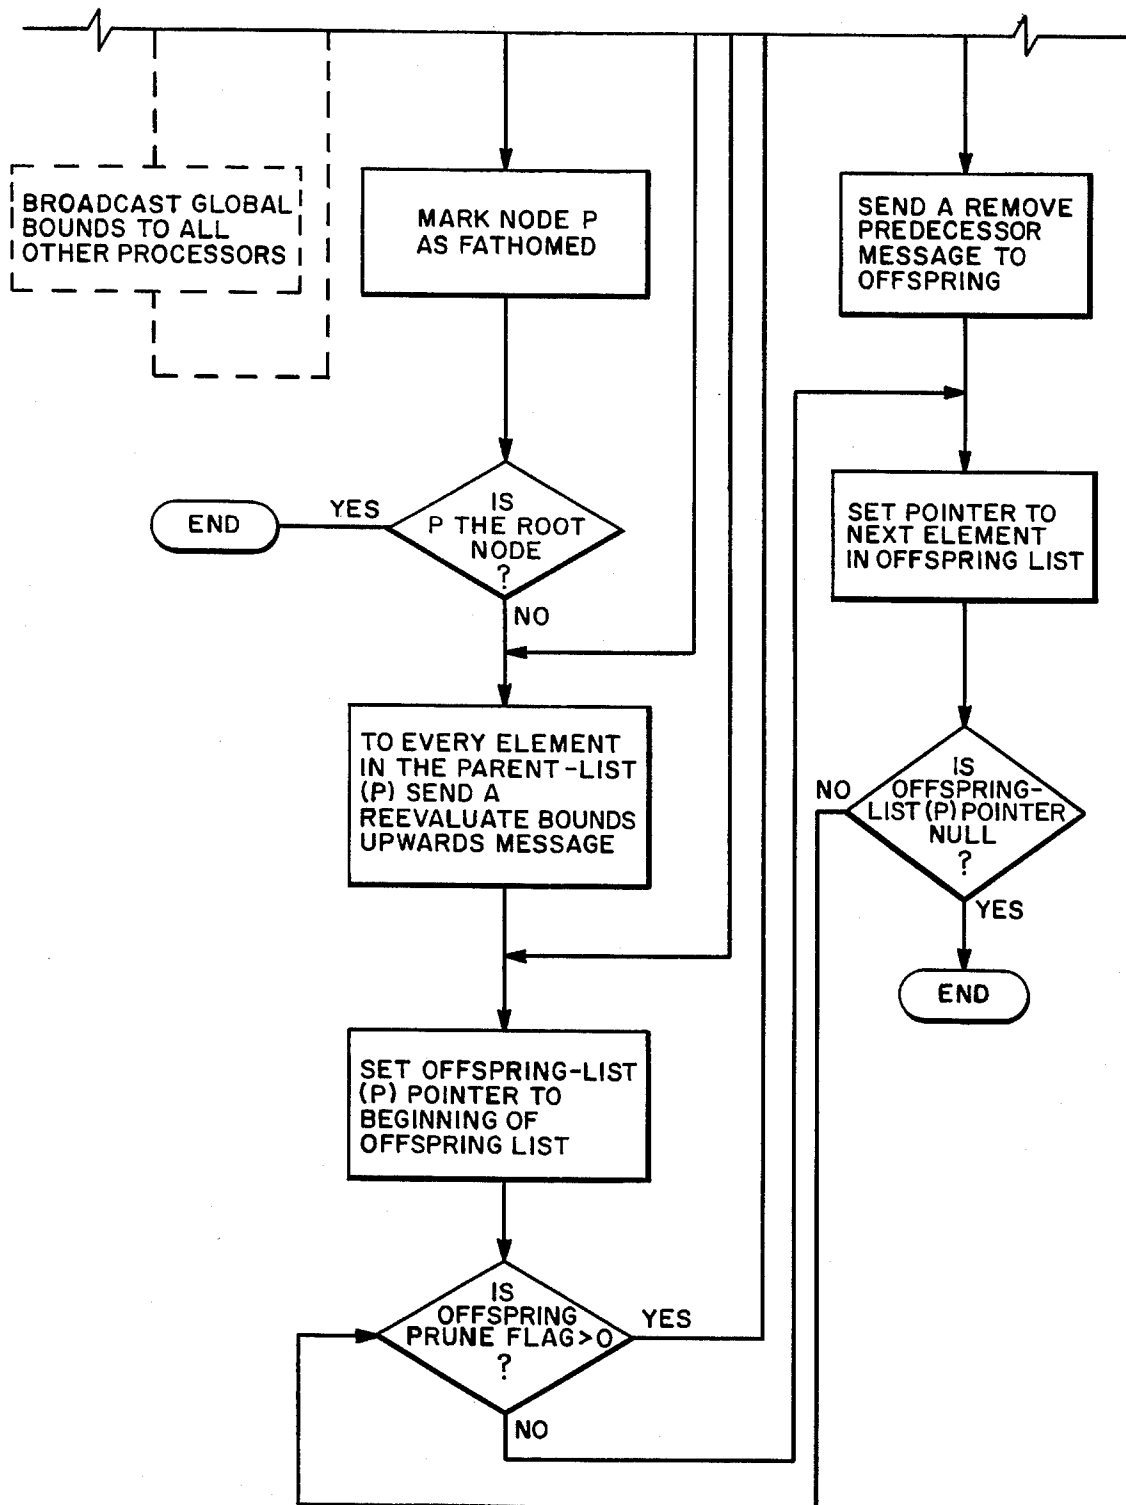 BROADCAST GLOBAL
BOUNDS TO ALL
OTHER PROCESSORS
MARK NODE P
AS FATHOMED
SEND A REMOVE
PREDECESSOR
MESSAGE TO
OFFSPRING
END
YES
IS
P THE ROOT
NODE
?
NO
SET POINTER TO
NEXT ELEMENT
IN OFFSPRING LIST
TO EVERY ELEMENT
IN THE PARENT-LIST
(P) SEND A
REEVALUATE BOUNDS
UPWARDS MESSAGE
NO
IS
OFFSPRING-
LIST (P) POINTER
NULL
?
YES
END
SET OFFSPRING-LIST
(P) POINTER TO
BEGINNING OF
OFFSPRING LIST
IS
OFFSPRING
PRUNE FLAG>0
?
YES
NO